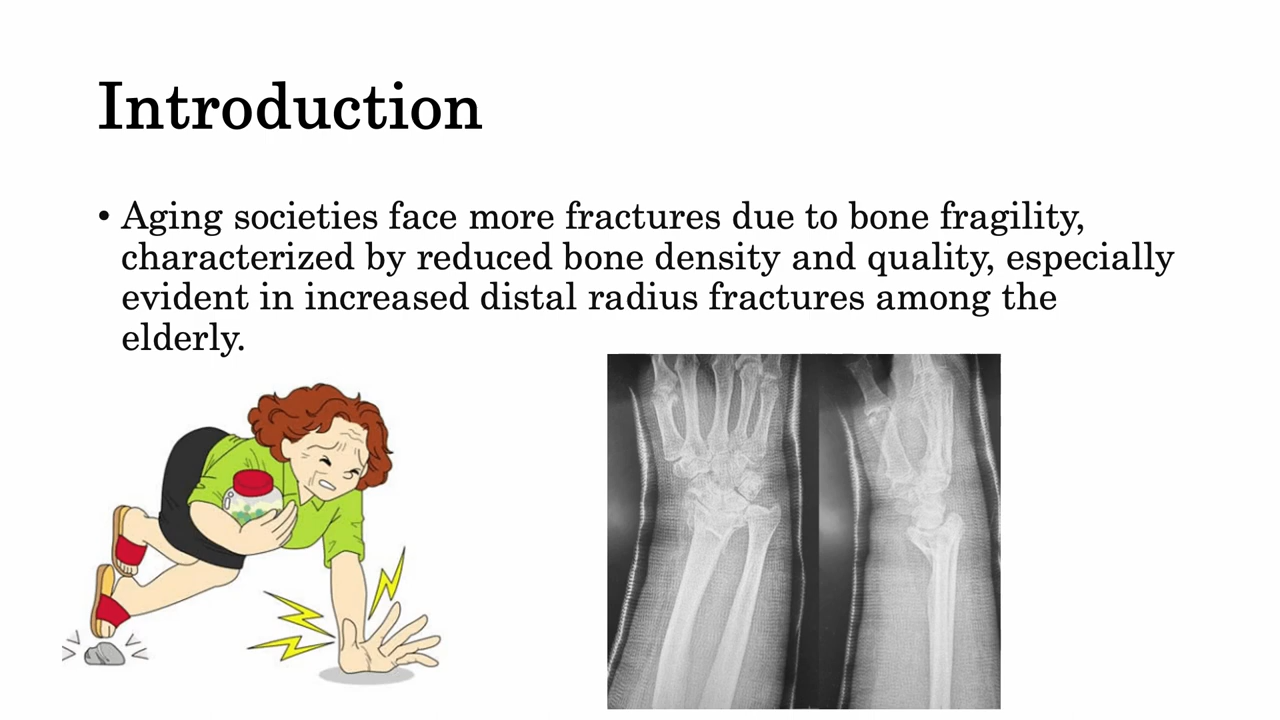 Introduction
• Aging societies face more fractures due to bone fragility,
characterized by reduced bone density and quality, especially
evident in increased distal radius fractures among the
elderly.